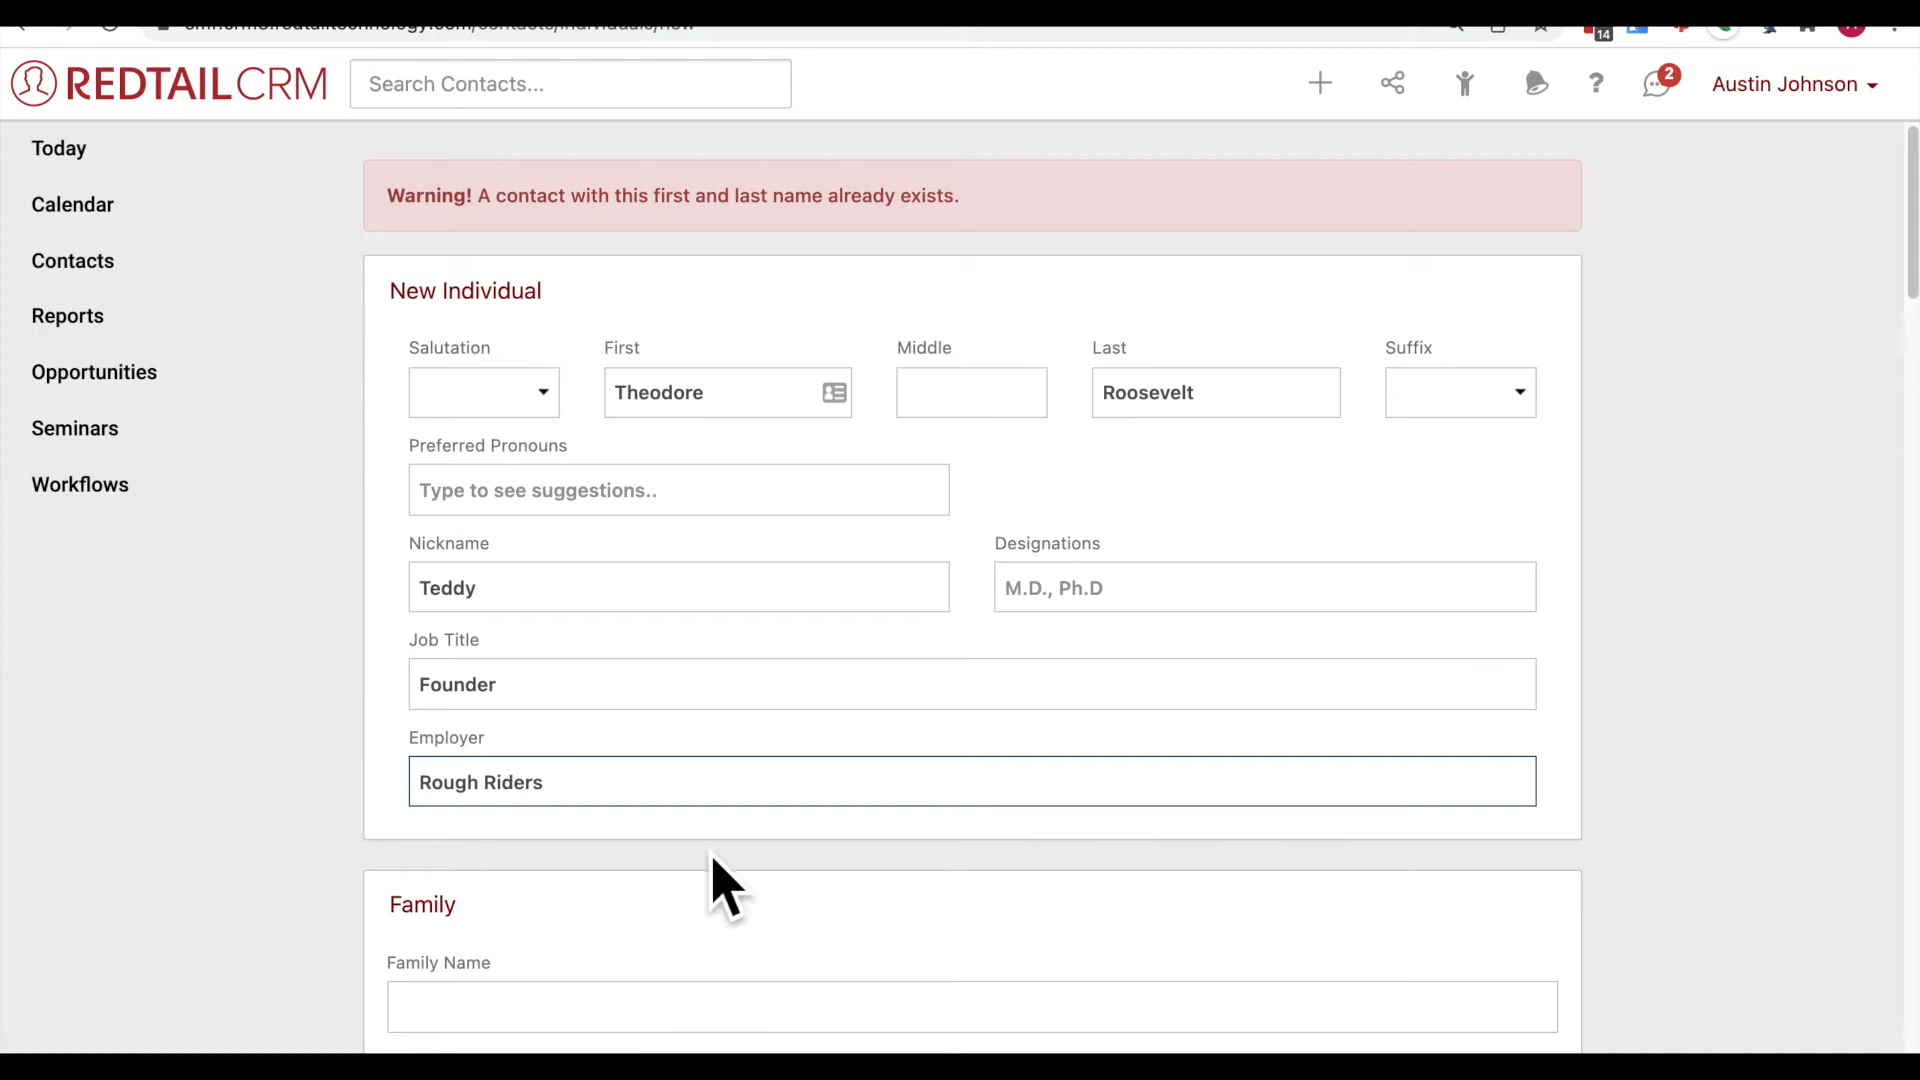 14
REDTAILCRM
Search Contacts...
?
2
Austin Johnson
Today
Calendar
Contacts
Reports
Opportunities
Seminars
Workflows
Warning! A contact with this first and last name already exists.
New Individual
Salutation First Middle Last Suffix
Theodore Roosevelt
Preferred Pronouns
Type to see suggestions..
Nickname Designations
Teddy M.D., Ph.D
Job Title
Founder
Employer
Rough Riders
Family
Family Name